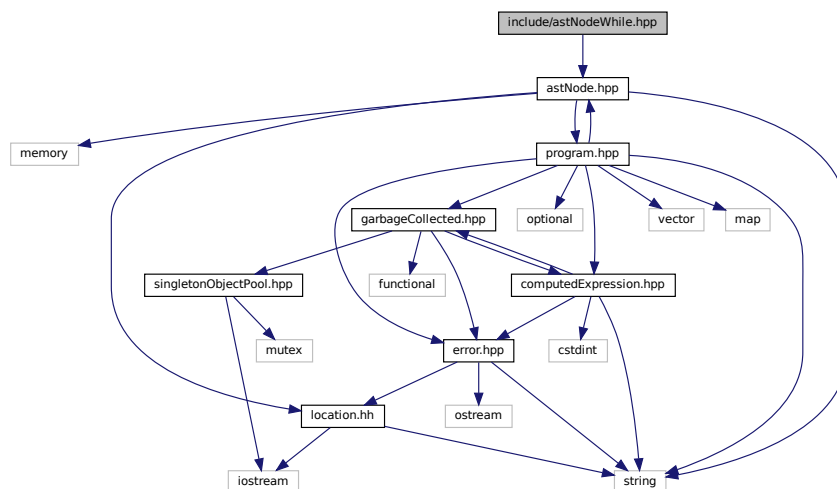 include/astNodeWhile.hpp
astNode.hpp
memory
program.hpp
garbageCollected.hpp
optional
vector
map
singletonObjectPool.hpp
functional
computedExpression.hpp
mutex
error.hpp
cstdint
location.hh
ostream
iostream
string